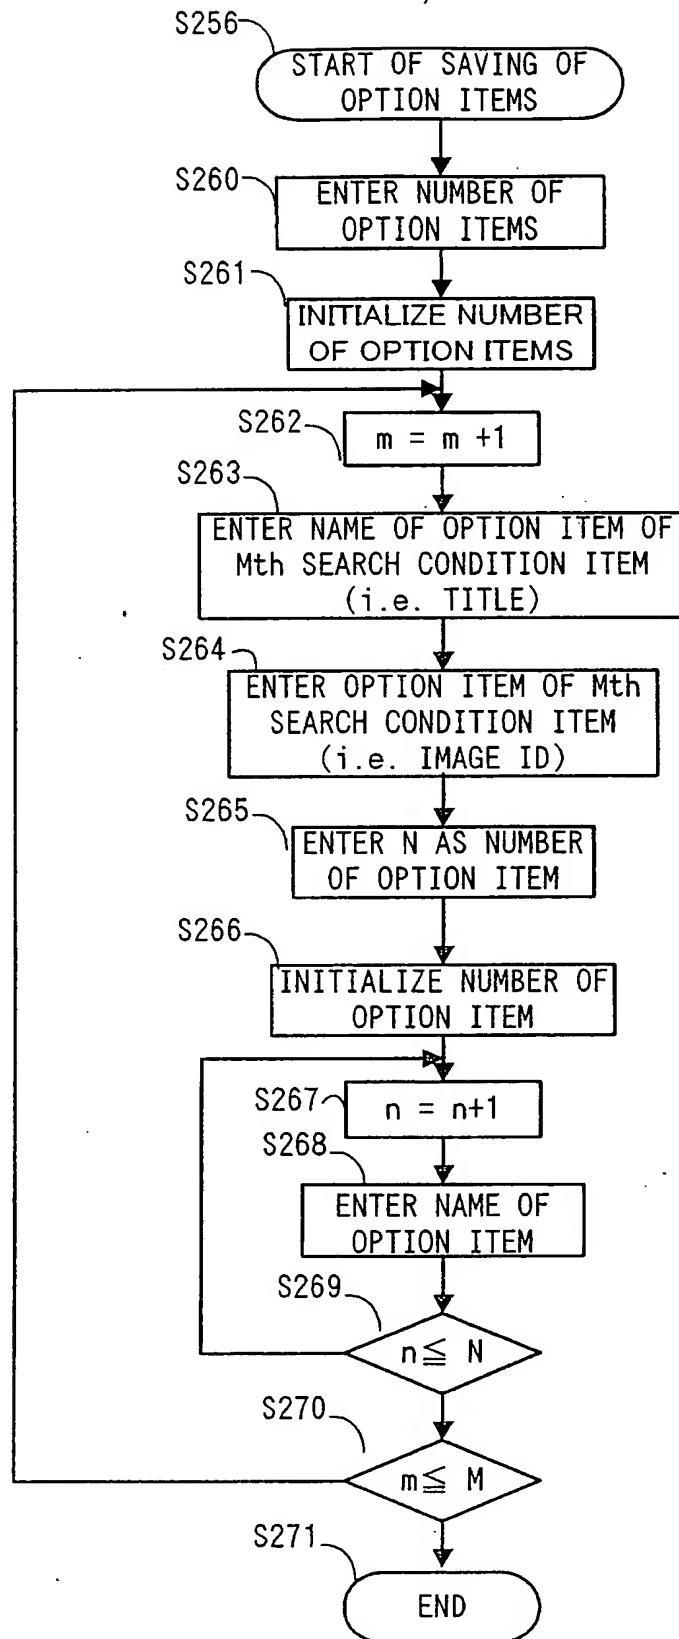 S256
START OF SAVING OF
OPTION ITEMS
S260
ENTER NUMBER OF
OPTION ITEMS
S261
INITIALIZE NUMBER
OF OPTION ITEMS
S262
m = m +1
S263
ENTER NAME OF OPTION ITEM OF
Mth SEARCH CONDITION ITEM
(i.e. TITLE)
S264
ENTER OPTION ITEM OF Mth
SEARCH CONDITION ITEM
(i.e. IMAGE ID)
S265
ENTER N AS NUMBER
OF OPTION ITEM
S266
INITIALIZE NUMBER OF
OPTION ITEM
S267
n = n+1
S268
ENTER NAME OF
OPTION ITEM
S269
n≦ N
S270
m≦ M
S271
END